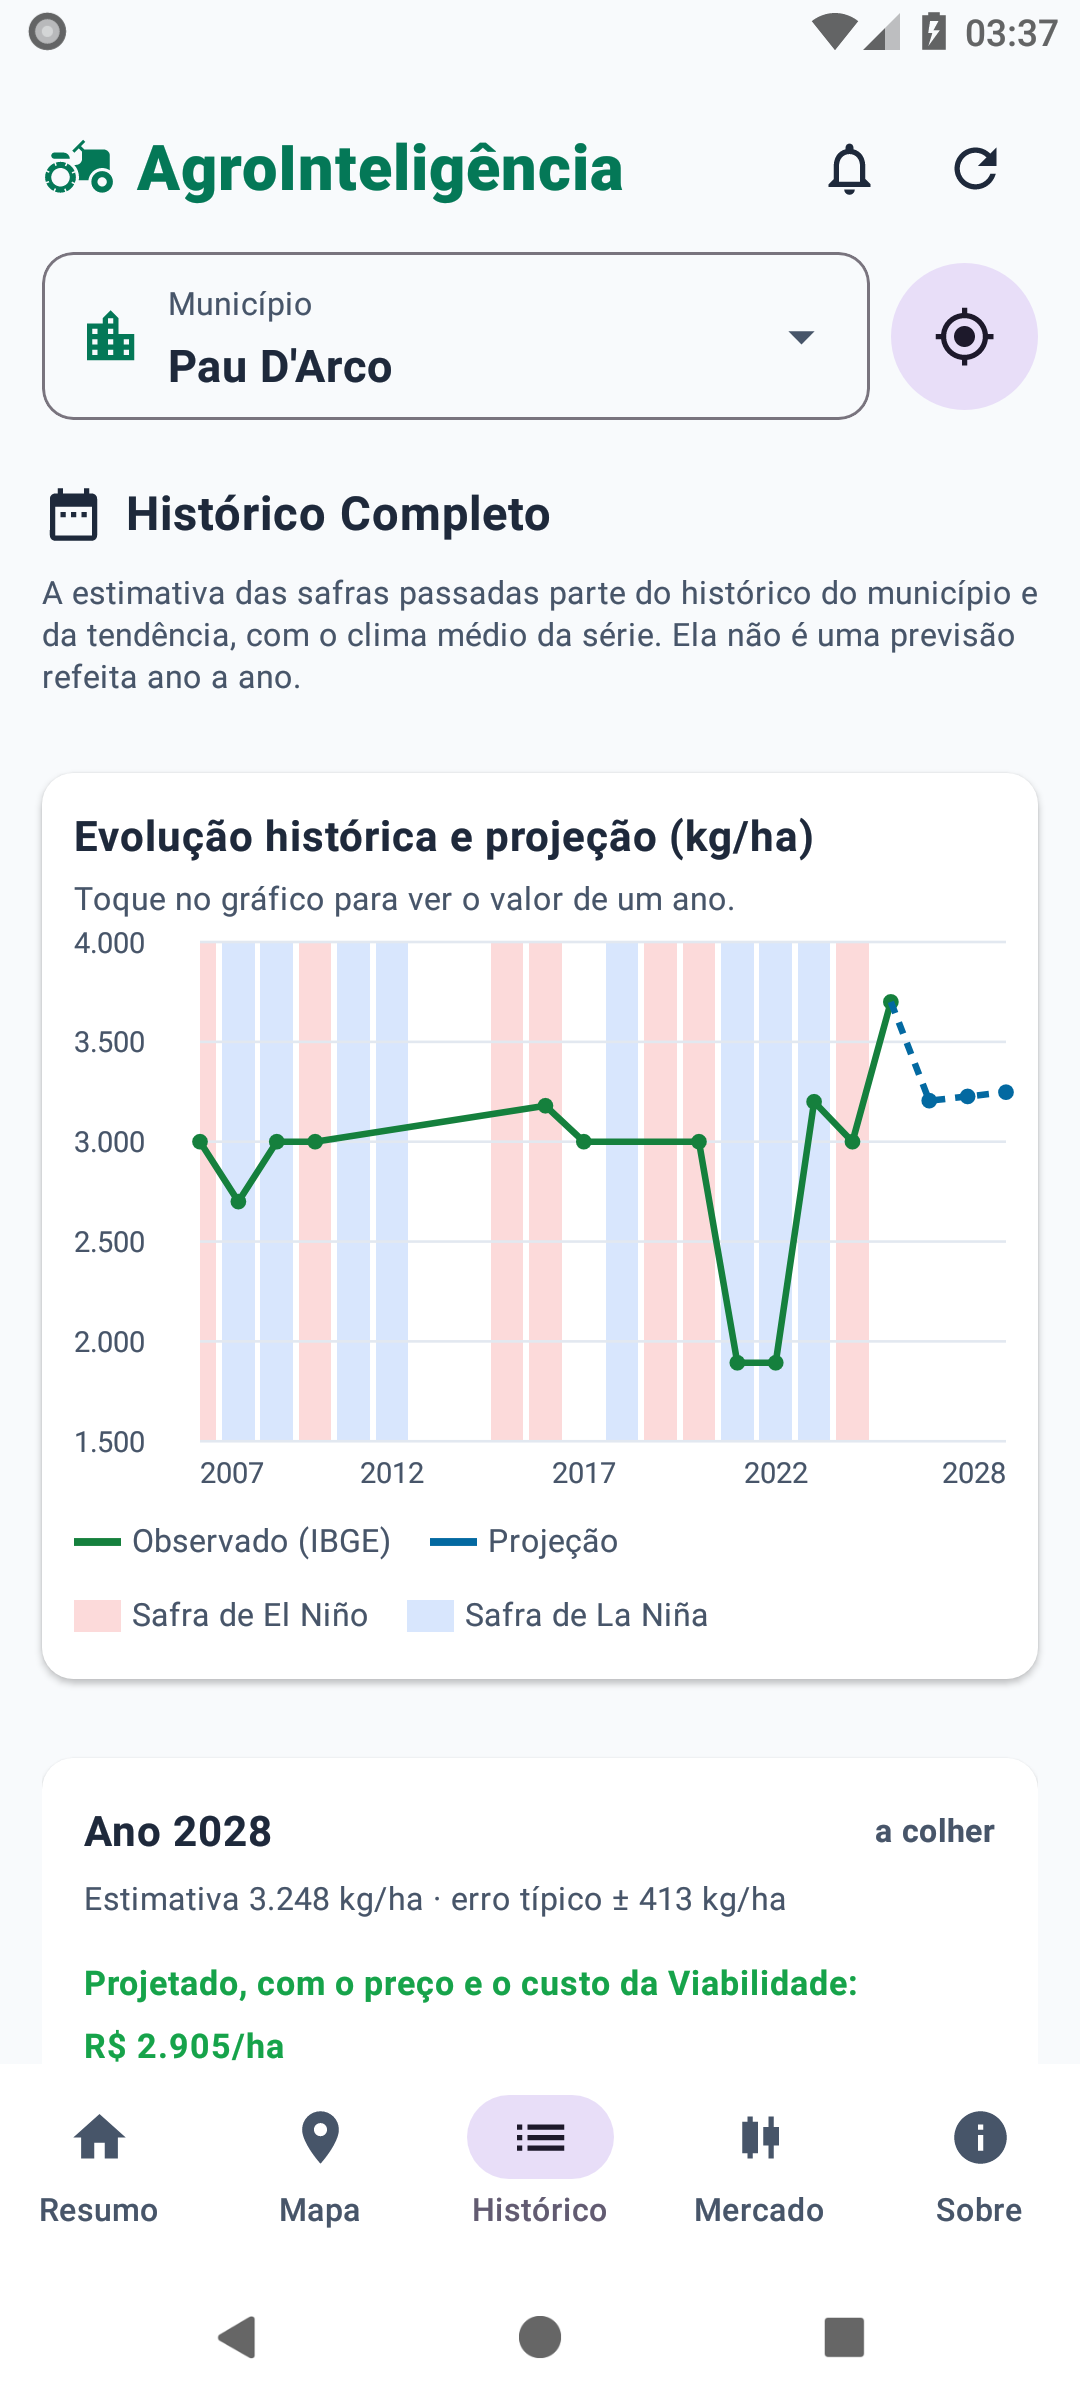 03:37
AgroInteligência
Município
Pau D'Arco
Histórico Completo
A estimativa das safras passadas parte do histórico do município e
da tendência, com o clima médio da série. Ela não é uma previsão
refeita ano a ano.
Evolução histórica e projeção (kg/ha)
Toque no gráfico para ver o valor de um ano.
4.000
3.500
3.000
2.500
2.000
1.500
2007 2012 2017 2022 2028
Observado (IBGE) Projeção
Safra de El Niño Safra de La Niña
Ano 2028 a colher
Estimativa 3.248 kg/ha · erro típico ± 413 kg/ha
Projetado, com o preço e o custo da Viabilidade:
R$ 2.905/ha
Resumo Mapa Histórico Mercado Sobre